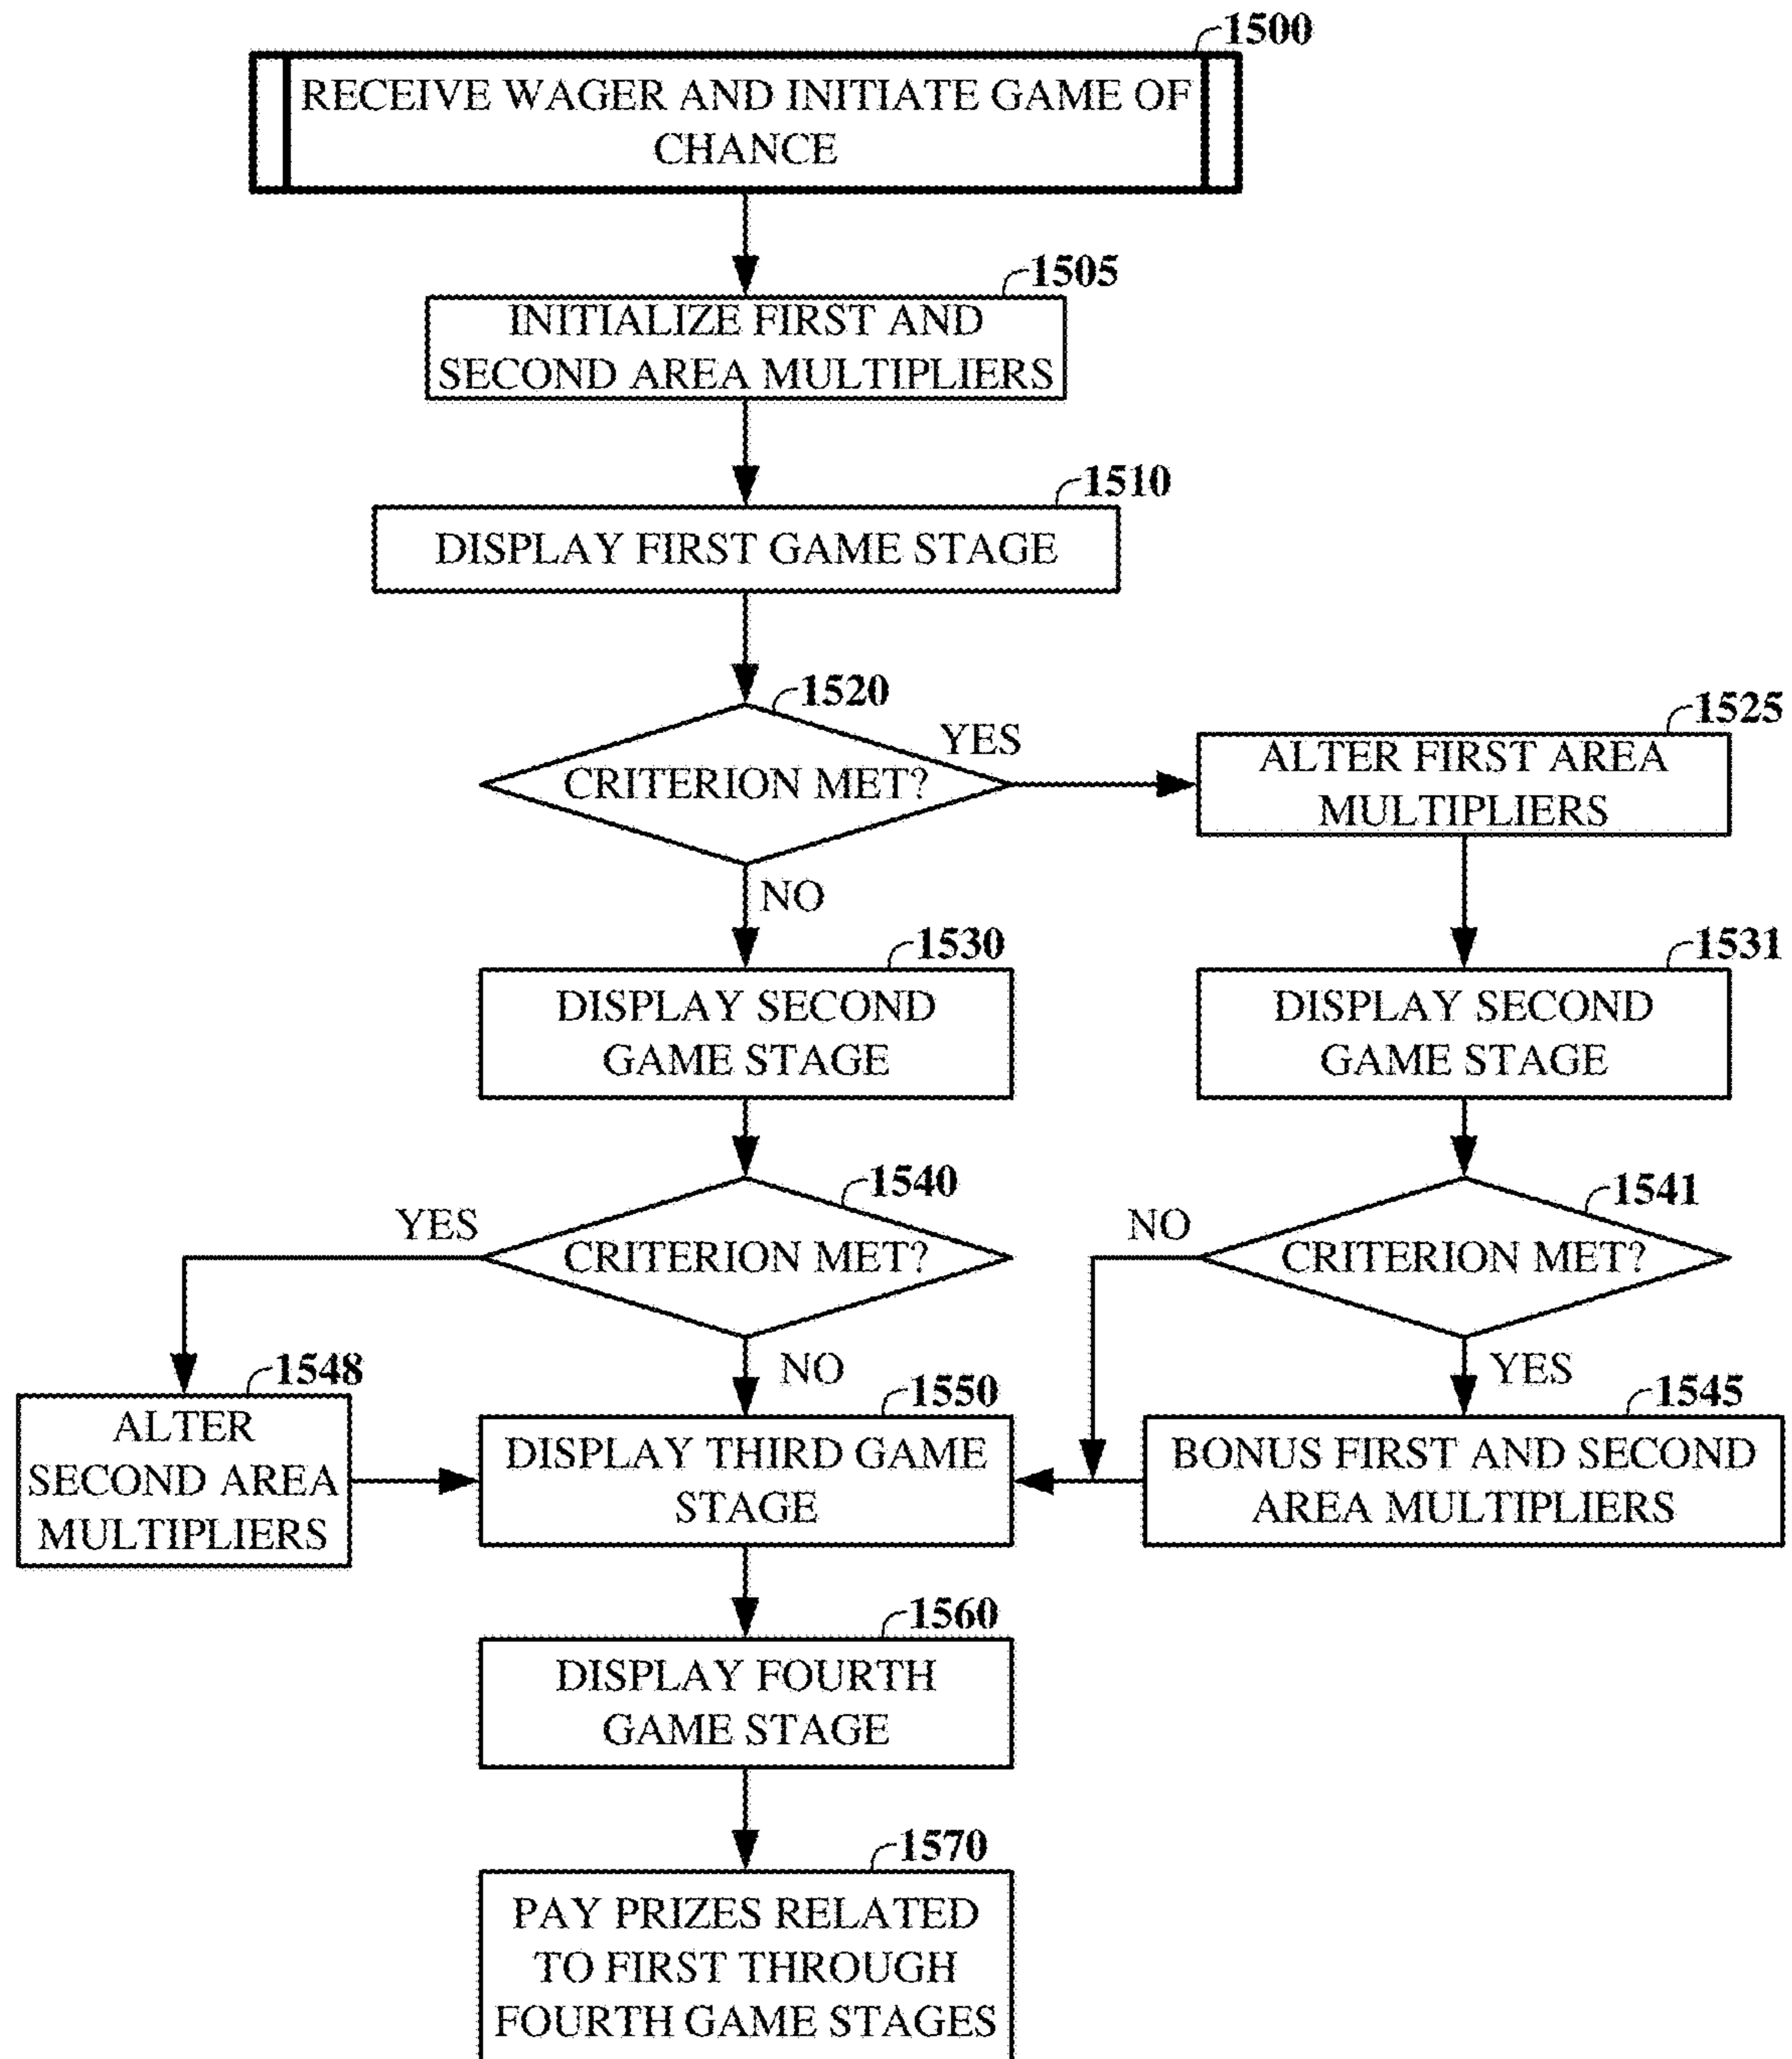 1500
RECEIVE WAGER AND INITIATE GAME OF
CHANCE
1505
INITIALIZE FIRST AND
SECOND AREA MULTIPLIERS
1510
DISPLAY FIRST GAME STAGE
1520
CRITERION MET?
YES
NO
1525
ALTER FIRST AREA
MULTIPLIERS
1530
DISPLAY SECOND
GAME STAGE
1531
DISPLAY SECOND
GAME STAGE
1540
CRITERION MET?
YES
NO
1541
CRITERION MET?
NO
YES
1548
ALTER
SECOND AREA
MULTIPLIERS
1550
DISPLAY THIRD GAME
STAGE
1545
BONUS FIRST AND SECOND
AREA MULTIPLIERS
1560
DISPLAY FOURTH
GAME STAGE
1570
PAY PRIZES RELATED
TO FIRST THROUGH
FOURTH GAME STAGES